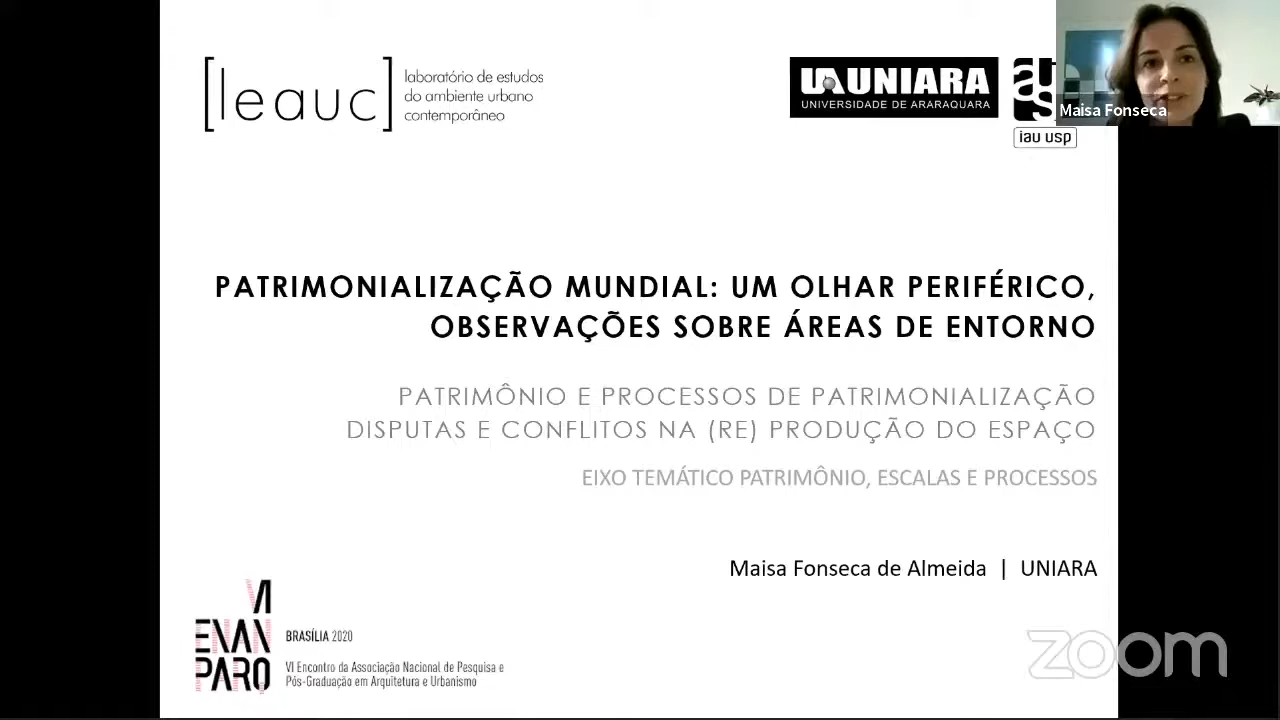 [leauc]
laboratório de estudos
do ambiente urbano
contemporâneo
UNIARA
UNIVERSIDADE DE ARARAQUARA
iau usp
Maisa Fonseca
PATRIMONIALIZAÇÃO MUNDIAL: UM OLHAR PERIFÉRICO,
OBSERVAÇÕES SOBRE ÁREAS DE ENTORNO
PATRIMÔNIO E PROCESSOS DE PATRIMONIALIZAÇÃO
DISPUTAS E CONFLITOS NA (RE) PRODUÇÃO DO ESPAÇO
EIXO TEMÁTICO PATRIMÔNIO, ESCALAS E PROCESSOS
Maisa Fonseca de Almeida | UNIARA
VI
ENAN
PARQ
BRASÍLIA 2020
VI Encontro da Associação Nacional de Pesquisa e
Pós-Graduação em Arquitetura e Urbanismo
zoom